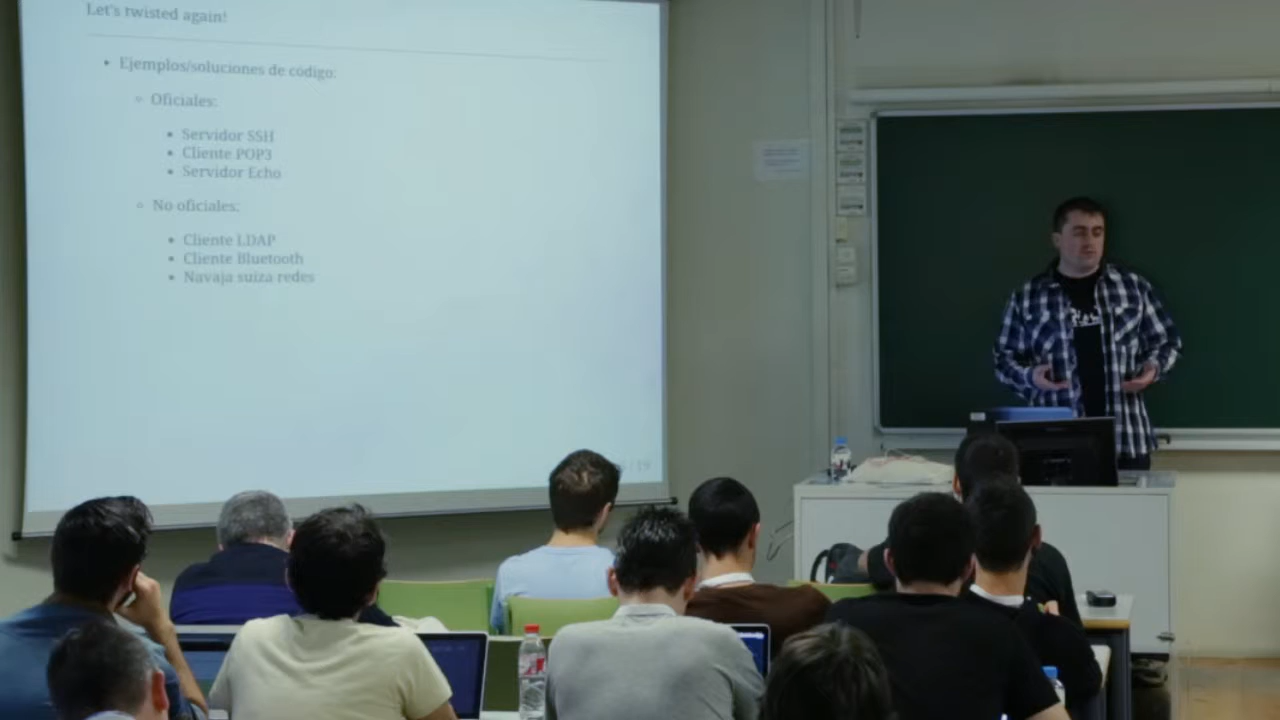 Let's twisted again!
Ejemplos/soluciones de código:
Oficiales:
Servidor SSH
Cliente POP3
Servidor Echo
No oficiales:
Cliente LDAP
Cliente Bluetooth
Navaja suiza redes
19